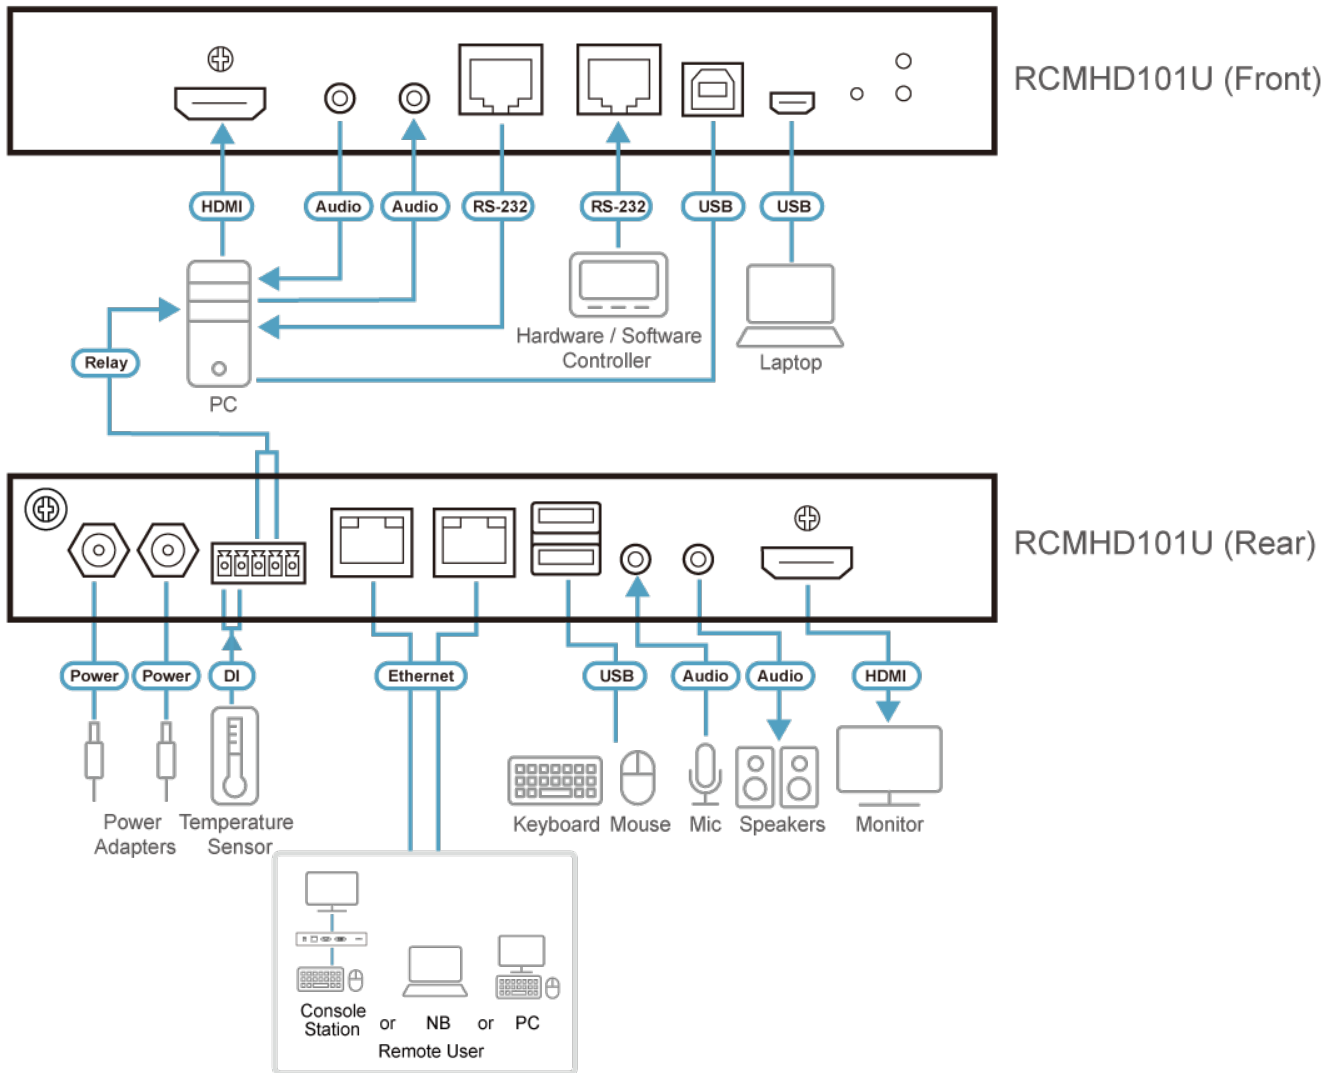 RCMHD101U (Front)
HDMI
Audio
Audio
RS-232
RS-232
USB
USB
Hardware / Software
Controller
Laptop
Relay
PC
RCMHD101U (Rear)
Power
Power
DI
Ethernet
USB
Audio
Audio
HDMI
Power
Adapters
Temperature
Sensor
Keyboard
Mouse
Mic
Speakers
Monitor
Console
Station
or
NB
or
PC
Remote User